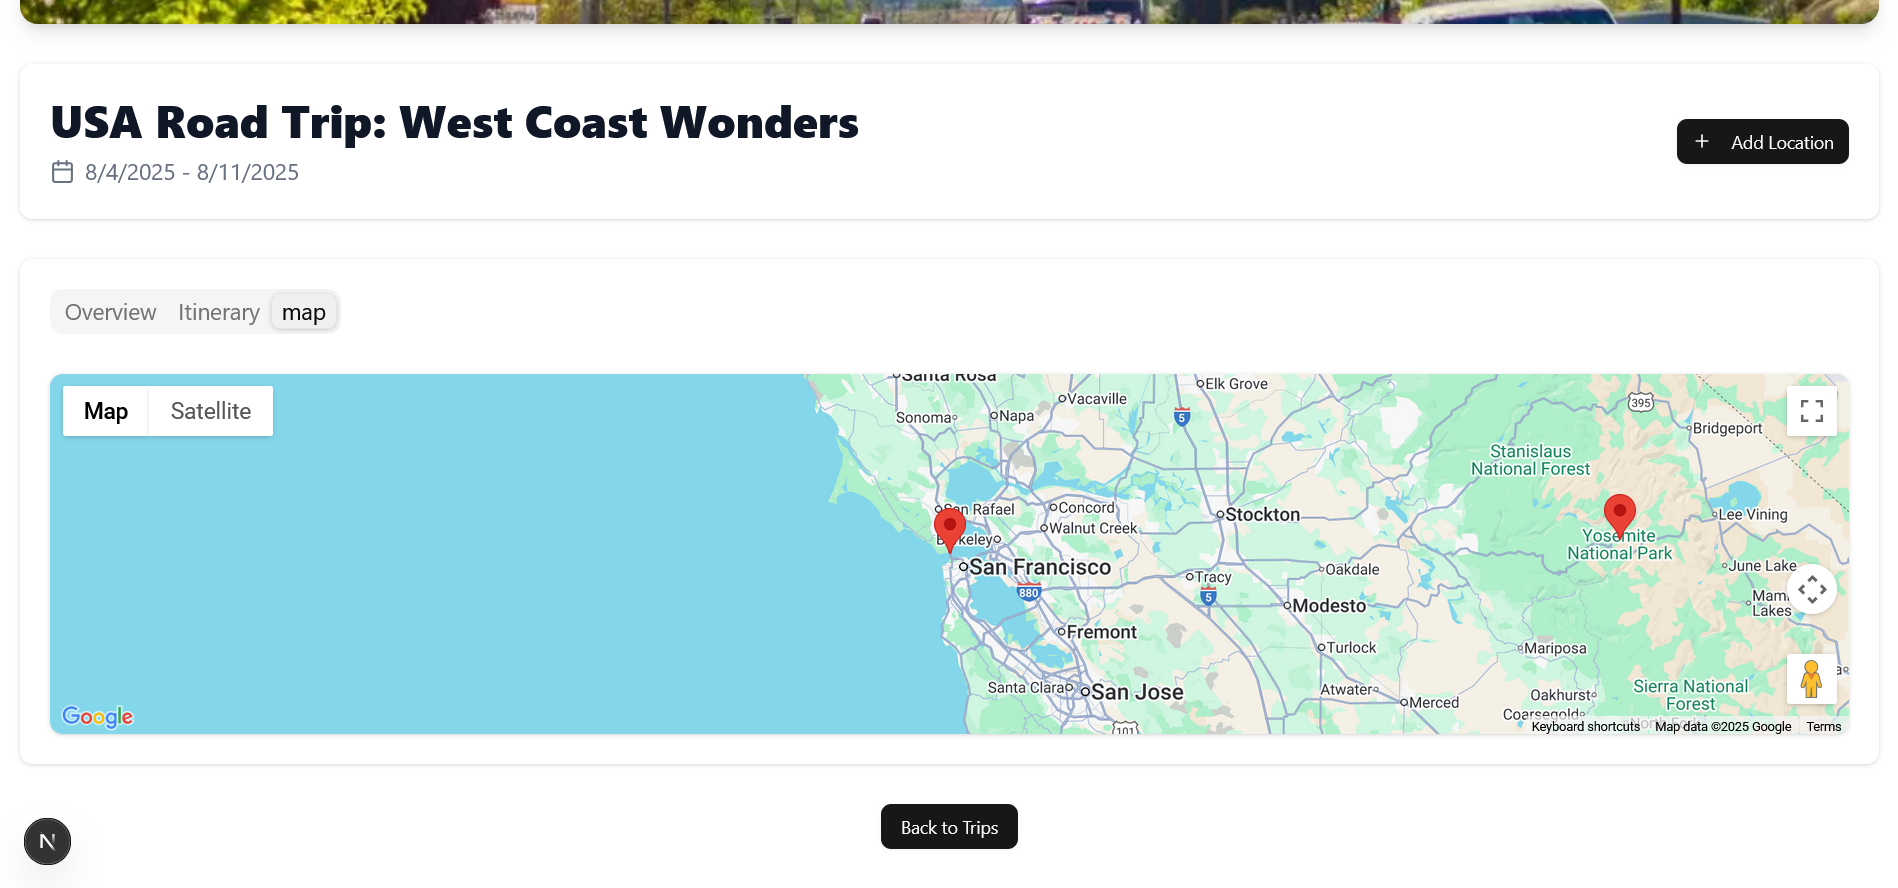 USA Road Trip: West Coast Wonders
8/4/2025 - 8/11/2025
+ Add Location
Overview Itinerary map
Map Satellite
Santa Rosa
Elk Grove
Vacaville
Sonoma
Napa
5
395
Bridgeport
Stanislaus
National Forest
San Rafael
Concord
Walnut Creek
Stockton
Lee Vining
Yosemite
National Park
San Francisco
880
Tracy
5
Oakdale
June Lake
Modesto
Lakes
Fremont
Turlock
Mariposa
Santa Clara
San Jose
Atwater
Merced
Oakhurst
Sierra National
Forest
Coarsegold
101
Google
Keyboard shortcuts Map data ©2025 Google Terms
Back to Trips
N